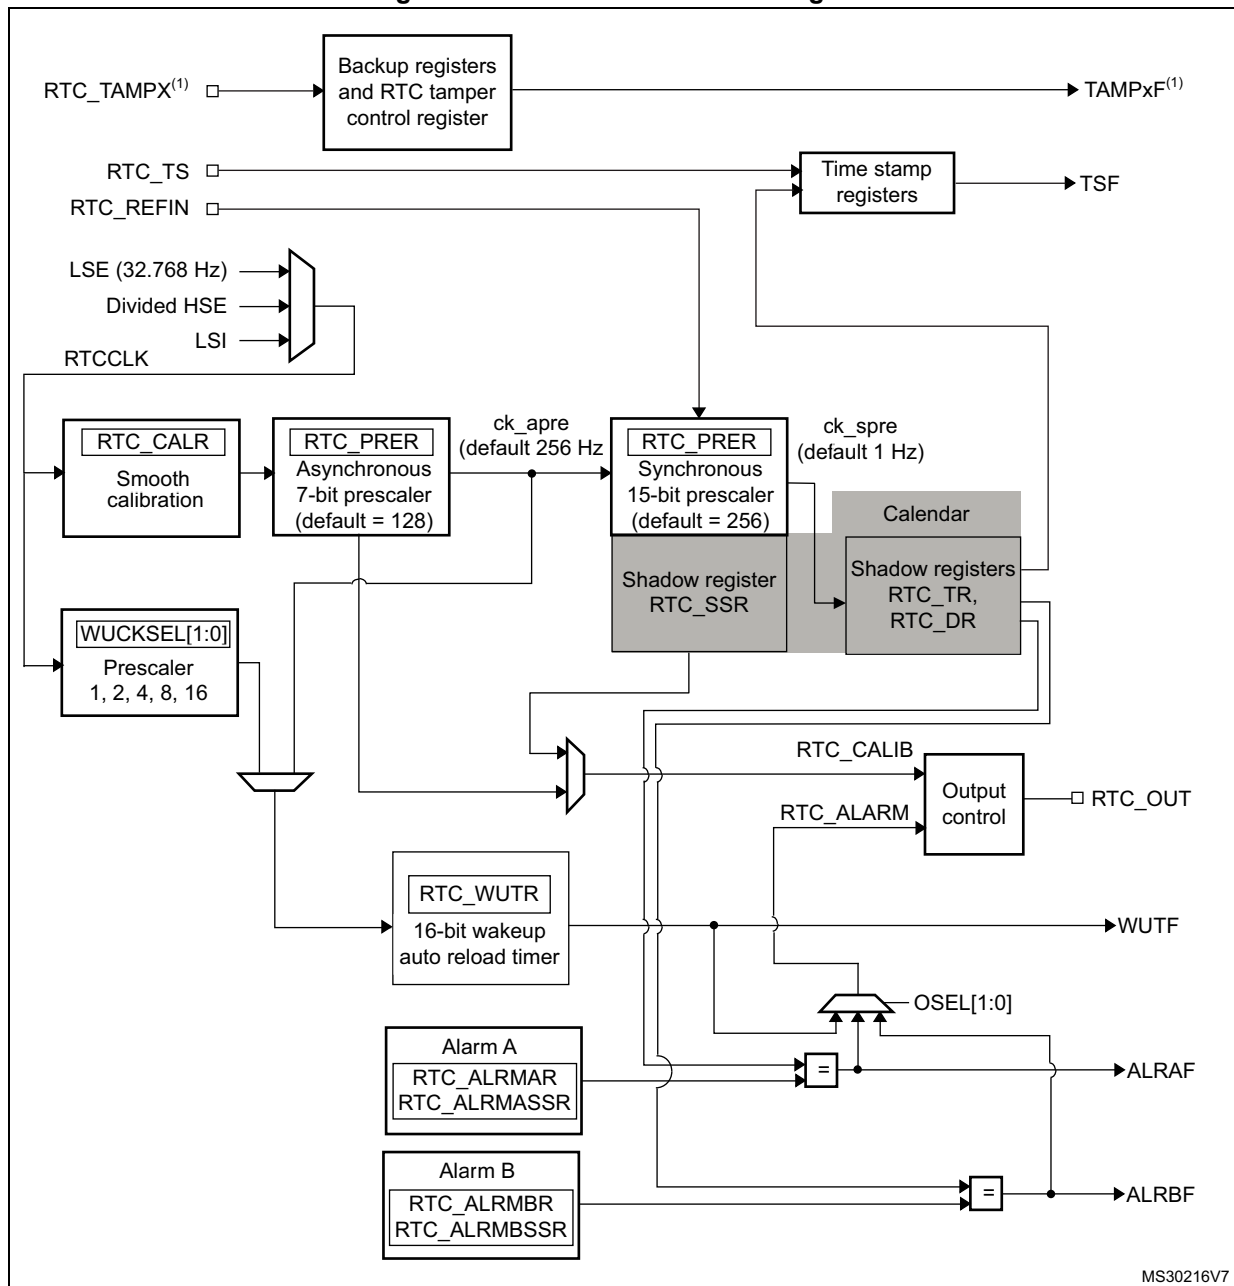 Backup registers
and RTC tamper
control register
RTC_TAMPX(1)
TAMPxF(1)
RTC_TS
Time stamp
registers
TSF
RTC_REFIN
LSE (32.768 Hz)
Divided HSE
LSI
RTCCLK
RTC_CALR
Smooth
calibration
RTC_PRER
Asynchronous
7-bit prescaler
(default = 128)
ck_apre
(default 256 Hz
RTC_PRER
Synchronous
15-bit prescaler
(default = 256)
ck_spre
(default 1 Hz)
Calendar
Shadow register
RTC_SSR
Shadow registers
RTC_TR,
RTC_DR
WUCKSEL[1:0]
Prescaler
1, 2, 4, 8, 16
RTC_CALIB
RTC_ALARM
Output
control
RTC_OUT
RTC_WUTR
16-bit wakeup
auto reload timer
WUTF
OSEL[1:0]
Alarm A
RTC_ALRMAR
RTC_ALRMASSR
=
ALRAF
Alarm B
RTC_ALRMBR
RTC_ALRMBSSR
=
ALRBF
MS30216V7